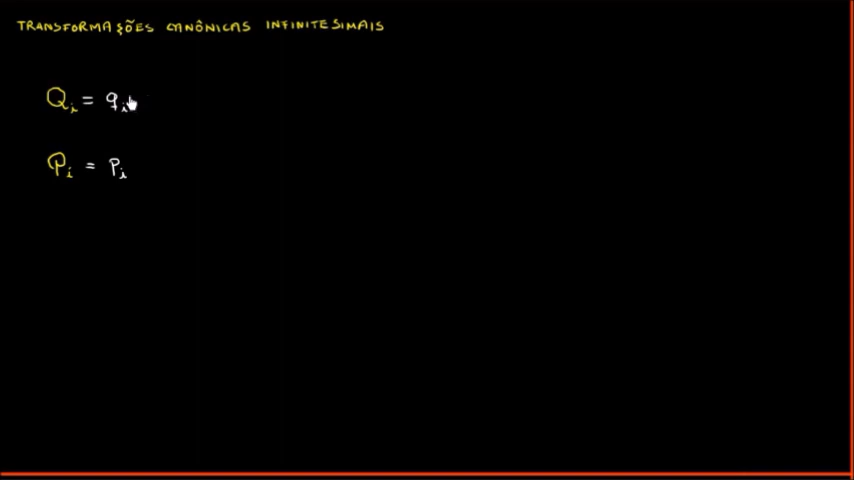 TRANSFORMAÇÕES CANÔNICAS INFINITESIMAIS
Qᵢ = qᵢ
Pᵢ = pᵢ